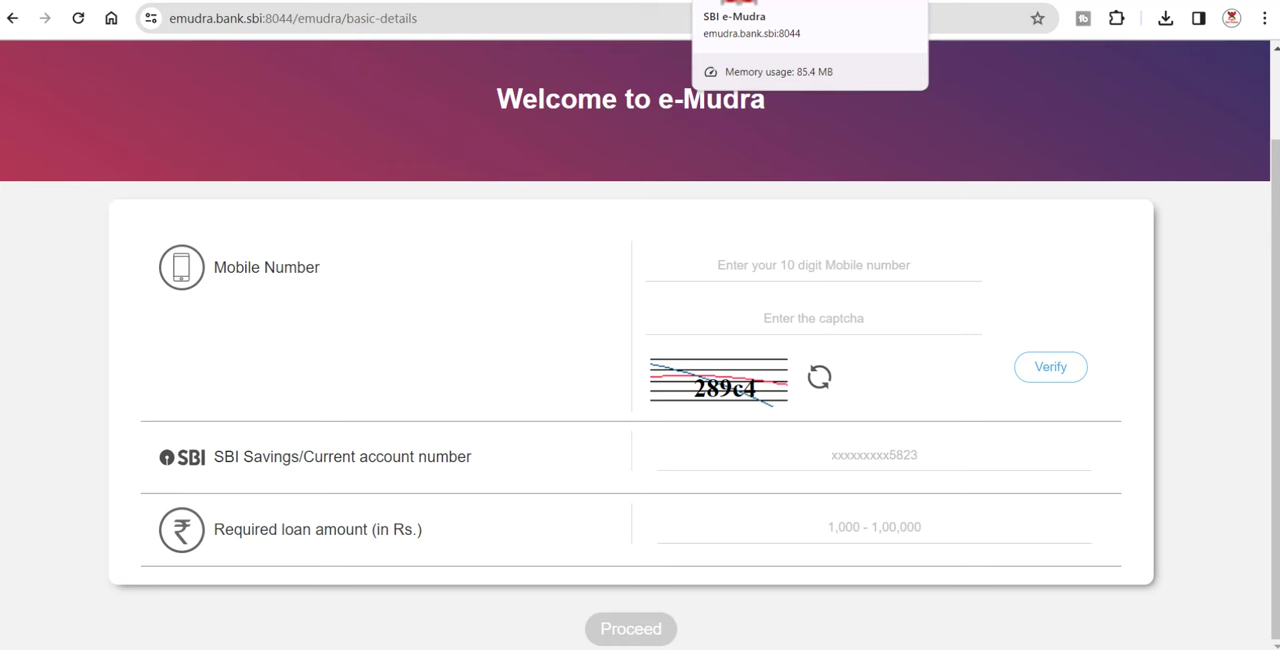 emudra.bank.sbi:8044/emudra/basic-details
SBI e-Mudra
emudra.bank.sbi:8044
Memory usage: 85.4 MB
Welcome to e-Mudra
Mobile Number
Enter your 10 digit Mobile number
Enter the captcha
289c4
Verify
SBI SBI Savings/Current account number
xxxxxxxxx5823
₹ Required loan amount (in Rs.)
1,000 - 1,00,000
Proceed